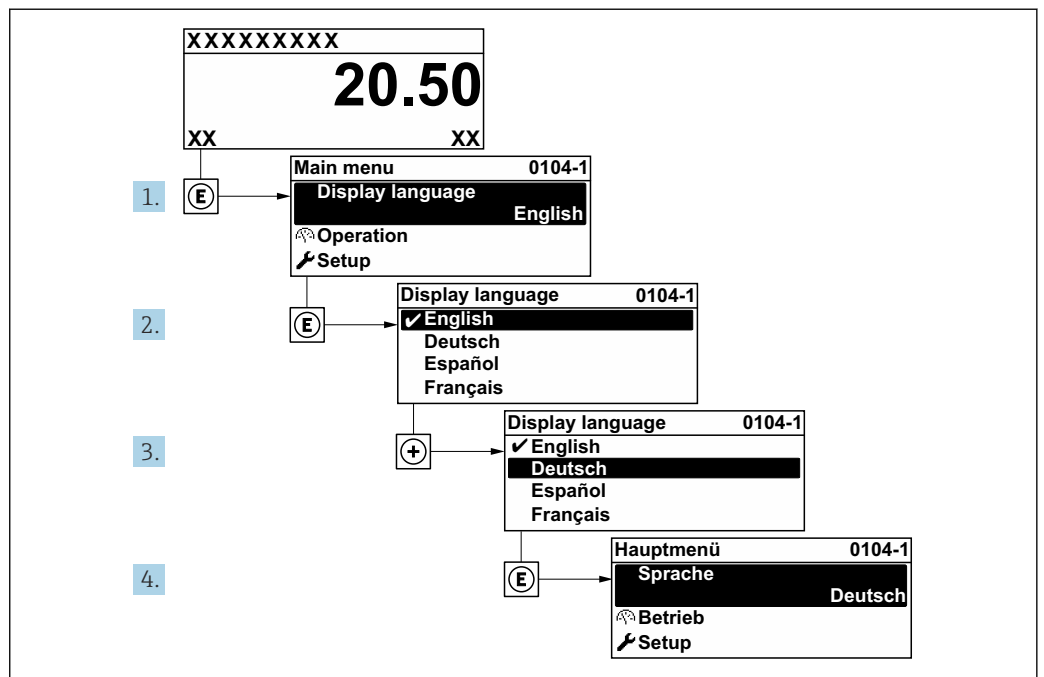 XXXXXXXXX
20.50
XX XX
1. E
Main menu 0104-1
Display language
English
Operation
Setup
2. E
Display language 0104-1
✔English
Deutsch
Español
Français
3. +
Display language 0104-1
✔English
Deutsch
Español
Français
4. E
Hauptmenü 0104-1
Sprache
Deutsch
Betrieb
Setup